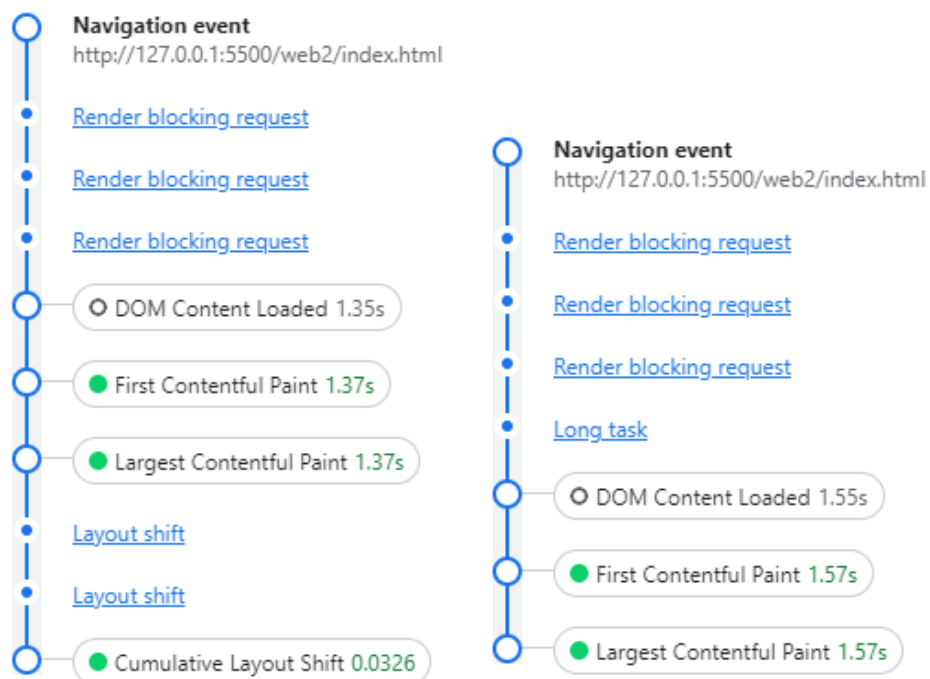 Navigation event
http://127.0.0.1:5500/web2/index.html
Render blocking request
Render blocking request
Render blocking request
DOM Content Loaded 1.35s
First Contentful Paint 1.37s
Largest Contentful Paint 1.37s
Layout shift
Layout shift
Cumulative Layout Shift 0.0326
Navigation event
http://127.0.0.1:5500/web2/index.html
Render blocking request
Render blocking request
Render blocking request
Long task
DOM Content Loaded 1.55s
First Contentful Paint 1.57s
Largest Contentful Paint 1.57s